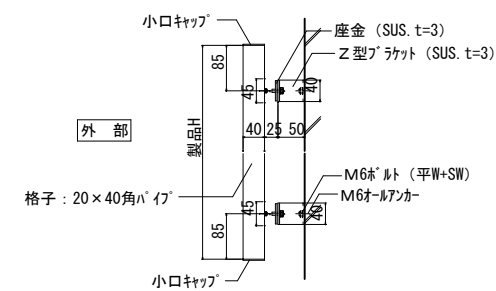 小口ｷｬｯﾌﾟ
座金（SUS. t=3）
Ｚ型ﾌﾞﾗｹｯﾄ（SUS. t=3）
85
45
40
外 部
製品H
40 25 50
格子：20×40角ﾊﾟｲﾌﾟ
M6ﾎﾞﾙﾄ（平W+SW）
M6ｵｰﾙｱﾝｶｰ
45
40
85
小口ｷｬｯﾌﾟ